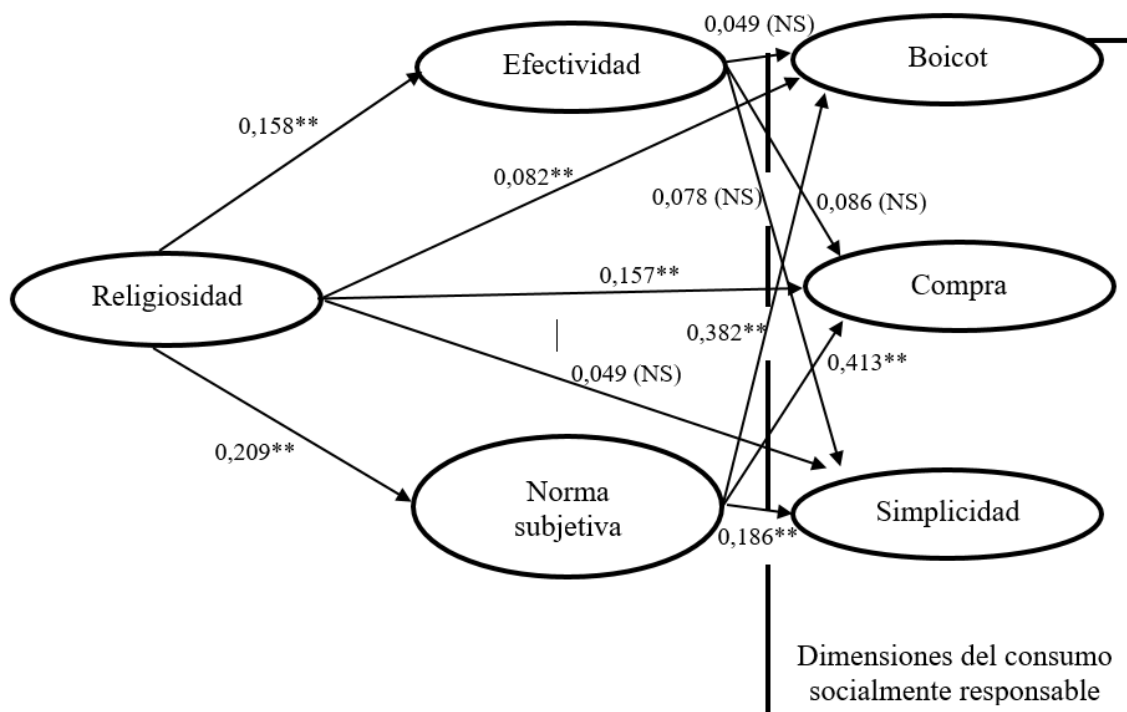 0,049 (NS)
Efectividad
Boicot
0,158**
0,082**
0,078 (NS)
0,086 (NS)
Religiosidad
0,157**
Compra
0,382**
0,413**
0,049 (NS)
0,209**
Norma
subjetiva
Simplicidad
0,186**
Dimensiones del consumo
socialmente responsable